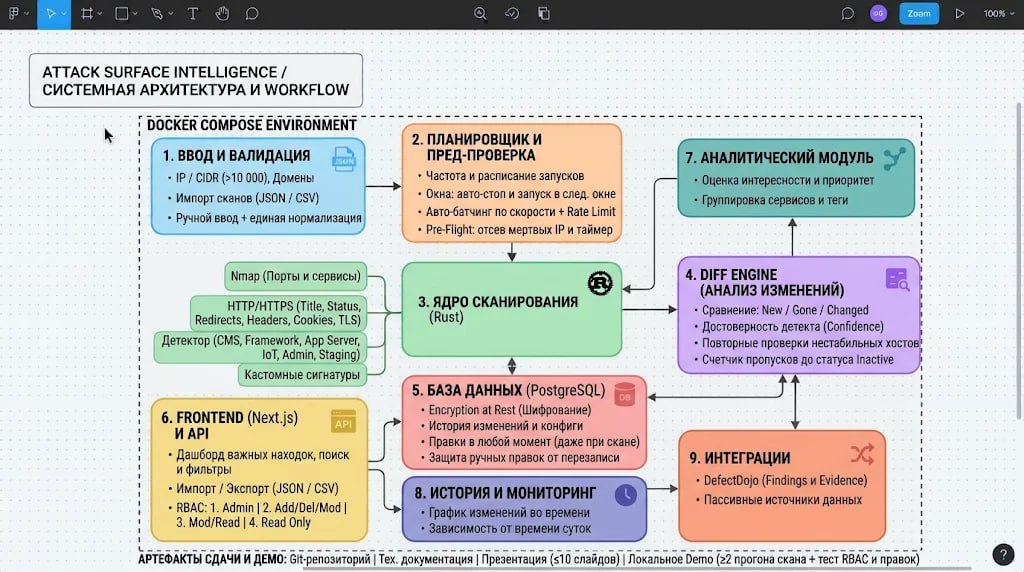 Zoom
100%
ATTACK SURFACE INTELLIGENCE /
СИСТЕМНАЯ АРХИТЕКТУРА И WORKFLOW
DOCKER COMPOSE ENVIRONMENT
1. ВВОД И ВАЛИДАЦИЯ
JSON
• IP / CIDR (>10 000), Домены
• Импорт сканов (JSON / CSV)
• Ручной ввод + единая нормализация
2. ПЛАНИРОВЩИК И
ПРЕД-ПРОВЕРКА
• Частота и расписание запусков
• Окна: авто-стоп и запуск в след. окне
• Авто-батчинг по скорости + Rate Limit
• Pre-Flight: отсев мертвых IP и таймер
7. АНАЛИТИЧЕСКИЙ МОДУЛЬ
• Оценка интересности и приоритет
• Группировка сервисов и теги
Nmap (Порты и сервисы)
HTTP/HTTPS (Title, Status,
Redirects, Headers, Cookies, TLS)
Детектор (CMS, Framework, App Server,
IoT, Admin, Staging)
Кастомные сигнатуры
3. ЯДРО СКАНИРОВАНИЯ
(Rust)
R
4. DIFF ENGINE
(АНАЛИЗ ИЗМЕНЕНИЙ)
• Сравнение: New / Gone / Changed
• Достоверность детекта (Confidence)
• Повторные проверки нестабильных хостов
• Счетчик пропусков до статуса Inactive
6. FRONTEND (Next.js)
И API
API
• Дашборд важных находок, поиск
и фильтры
• Импорт / Экспорт (JSON / CSV)
• RBAC: 1. Admin | 2. Add/Del/Mod |
3. Mod/Read | 4. Read Only
5. БАЗА ДАННЫХ (PostgreSQL)
DB
• Encryption at Rest (Шифрование)
• История изменений и конфиги
• Правки в любой момент (даже при скане)
• Защита ручных правок от перезаписи
8. ИСТОРИЯ И МОНИТОРИНГ
• График изменений во времени
• Зависимость от времени суток
9. ИНТЕГРАЦИИ
• DefectDojo (Findings и Evidence)
• Пассивные источники данных
АРТЕФАКТЫ СДАЧИ И ДЕМО: Git-репозиторий | Тех. документация | Презентация (≤10 слайдов) | Локальное Demo (≥2 прогона скана + тест RBAC и правок)
?